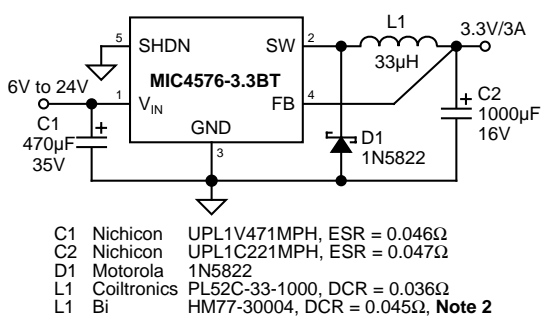 L1
3.3V/3A
5
SHDN
SW
2
33µH
MIC4576-3.3BT
6V to 24V
1
VIN
FB
4
C2
1000µF
16V
C1
470µF
35V
GND
3
D1
1N5822
C1 Nichicon UPL1V471MPH, ESR = 0.046Ω
C2 Nichicon UPL1C221MPH, ESR = 0.047Ω
D1 Motorola 1N5822
L1 Coiltronics PL52C-33-1000, DCR = 0.036Ω
L1 Bi HM77-30004, DCR = 0.045Ω, Note 2